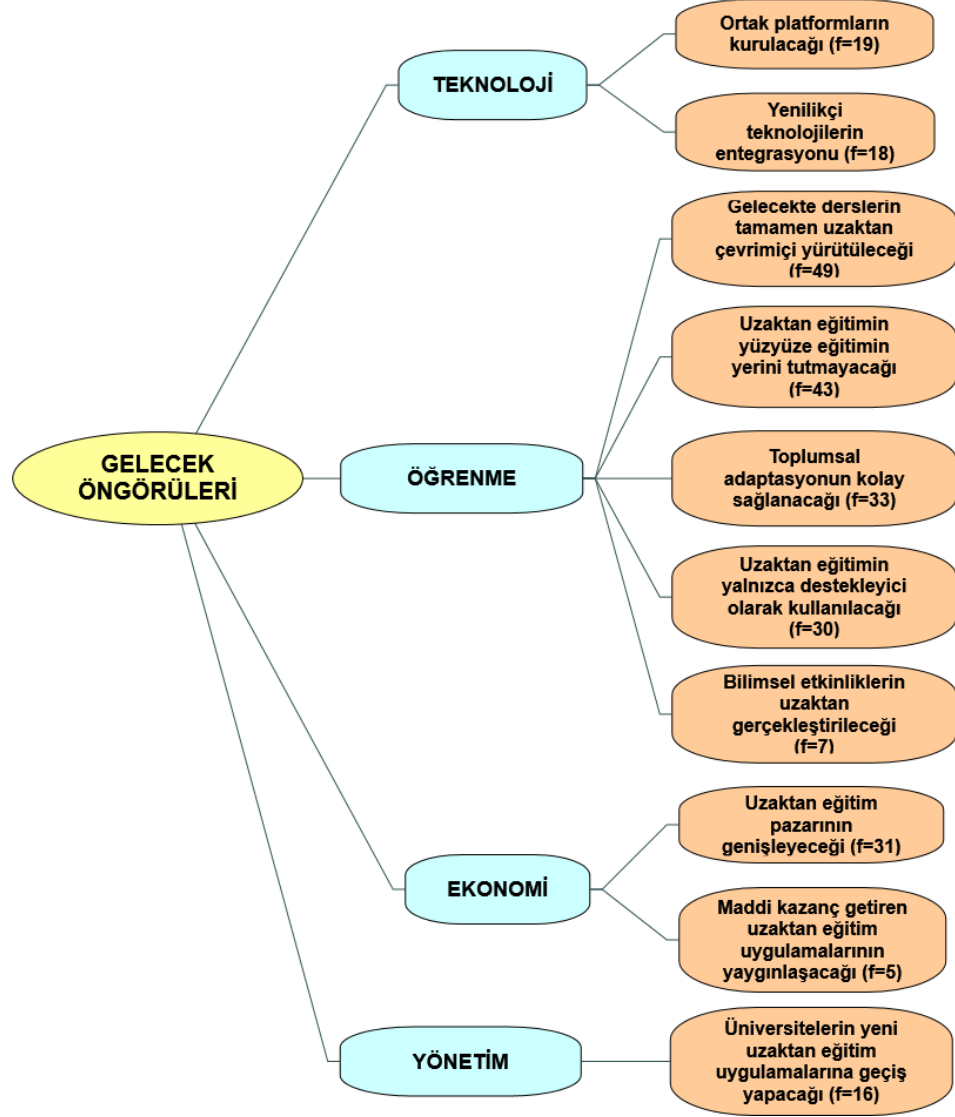 GELECEK
ÖNGÖRÜLERİ
TEKNOLOJİ
Ortak platformların
kurulacağı (f=19)
Yenilikçi
teknolojilerin
entegrasyonu (f=18)
ÖĞRENME
Gelecekte derslerin
tamamen uzaktan
çevrimiçi yürütüleceği
(f=49)
Uzaktan eğitimin
yüzyüze eğitimin
yerini tutmayacağı
(f=43)
Toplumsal
adaptasyonun kolay
sağlanacağı (f=33)
Uzaktan eğitimin
yalnızca destekleyici
olarak kullanılacağı
(f=30)
Bilimsel etkinliklerin
uzaktan
gerçekleştirileceği
(f=7)
EKONOMİ
Uzaktan eğitim
pazarının
genişleyeceği (f=31)
Maddi kazanç getiren
uzaktan eğitim
uygulamalarının
yaygınlaşacağı (f=5)
YÖNETİM
Üniversitelerin yeni
uzaktan eğitim
uygulamalarına geçiş
yapacağı (f=16)